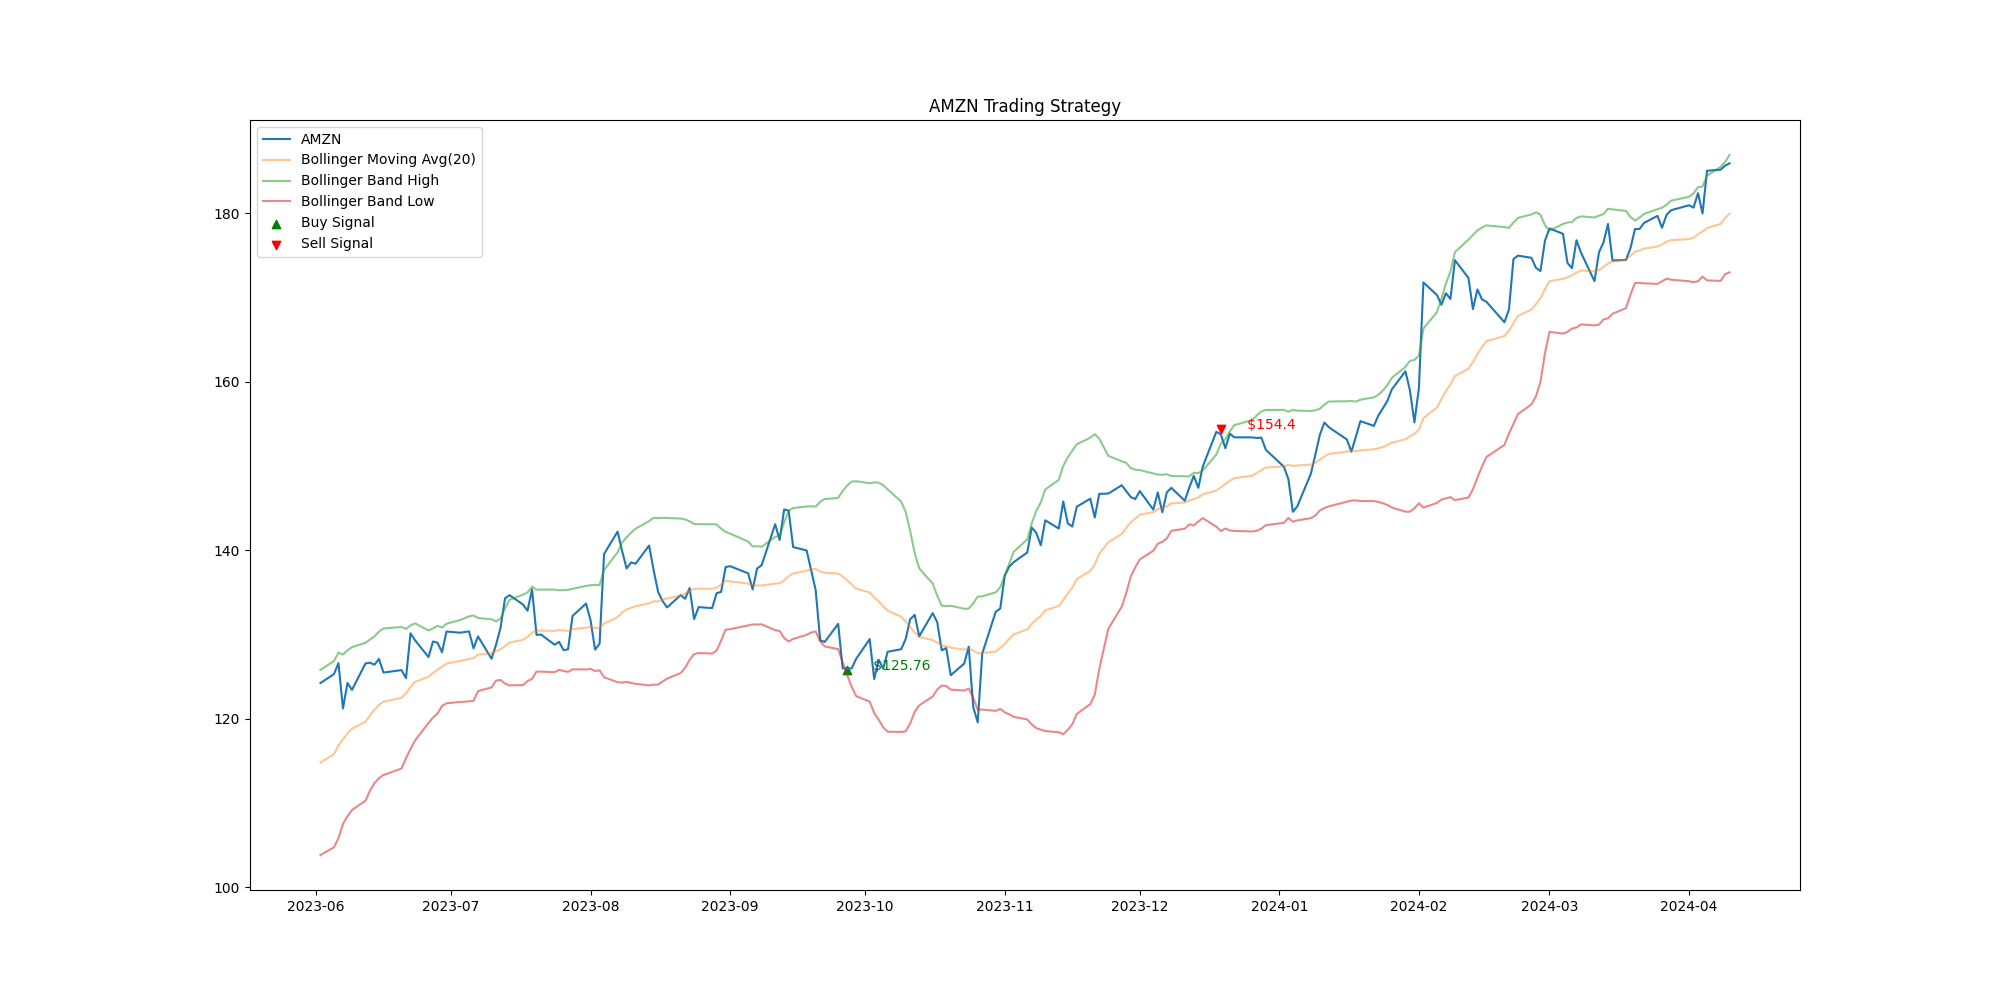 AMZN Trading Strategy
AMZN
Bollinger Moving Avg(20)
Bollinger Band High
Bollinger Band Low
Buy Signal
Sell Signal
180
160
140
120
100
$154.4
$125.76
2023-06 2023-07 2023-08 2023-09 2023-10 2023-11 2023-12 2024-01 2024-02 2024-03 2024-04